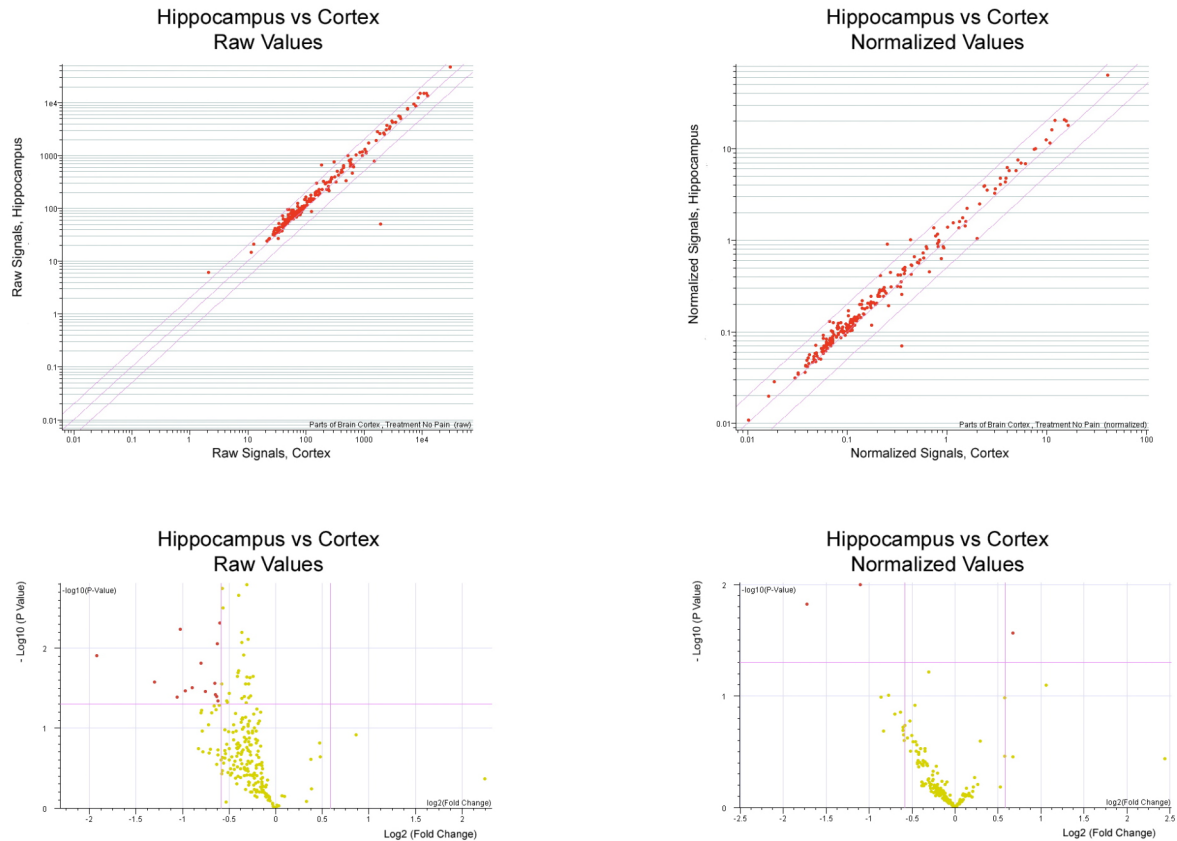 Hippocampus vs Cortex
Raw Values
Raw Signals, Hippocampus
1e4
1000
100
10
1
0.1
0.01
Parts of Brain Cortex , Treatment No Pain (raw)
0.01
0.1
1
10
100
1000
1e4
Raw Signals, Cortex
Hippocampus vs Cortex
Normalized Values
Normalized Signals, Hippocampus
10
1
0.1
0.01
Parts of Brain Cortex , Treatment No Pain (normalized)
0.01
0.1
1
10
100
Normalized Signals, Cortex
Hippocampus vs Cortex
Raw Values
- Log10 (P Value)
-log10(P-Value)
2
1
0
log2(Fold Change)
-2
-1.5
-1
-0.5
0
0.5
1
1.5
2
Log2 (Fold Change)
Hippocampus vs Cortex
Normalized Values
- Log10 (P Value)
2
-log10(P-Value)
1
0
log2(Fold Change)
-2.5
-2
-1.5
-1
-0.5
0
0.5
1
1.5
2
2.5
Log2 (Fold Change)